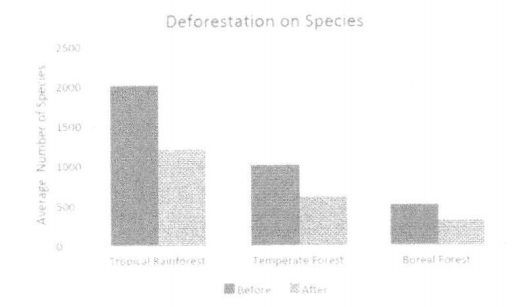 Deforestation on Species
Average Number of Species
2500
2000
1500
1000
500
0
Tropical Rainforest
Temperate Forest
Boreal Forest
Before
After